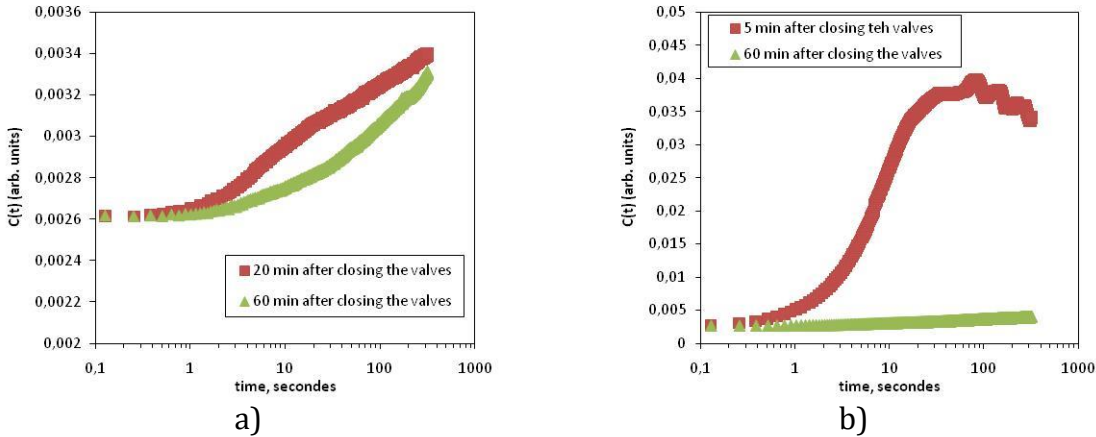 0,0036
0,0034
0,0032
0,003
0,0028
0,0026
0,0024
0,0022
0,002
C(t) (arb. units)
20 min after closing the valves
60 min after closing the valves
0,1 1 10 100 1000
time, secondes
a)
0,05
0,045
0,04
0,035
0,03
0,025
0,02
0,015
0,01
0,005
0
C(t) (arb. units)
5 min after closing teh valves
60 min after closing the valves
0,1 1 10 100 1000
time, secondes
b)